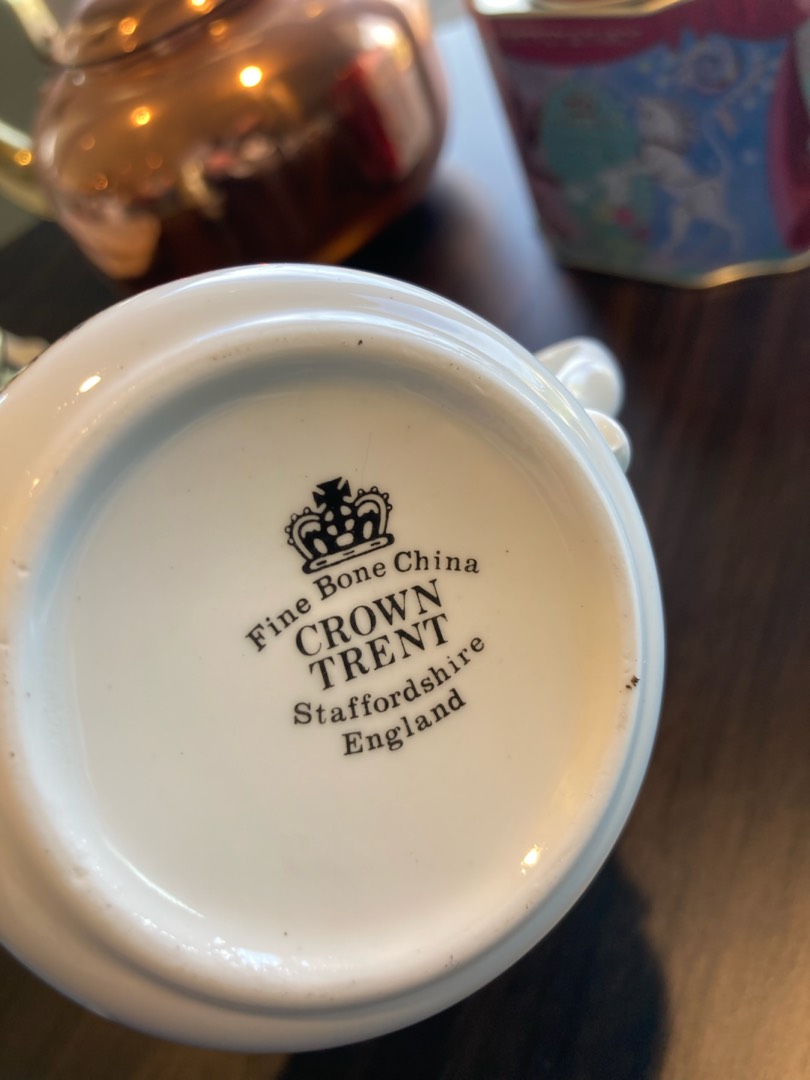 Fine Bone China
CROWN
TRENT
Staffordshire
England